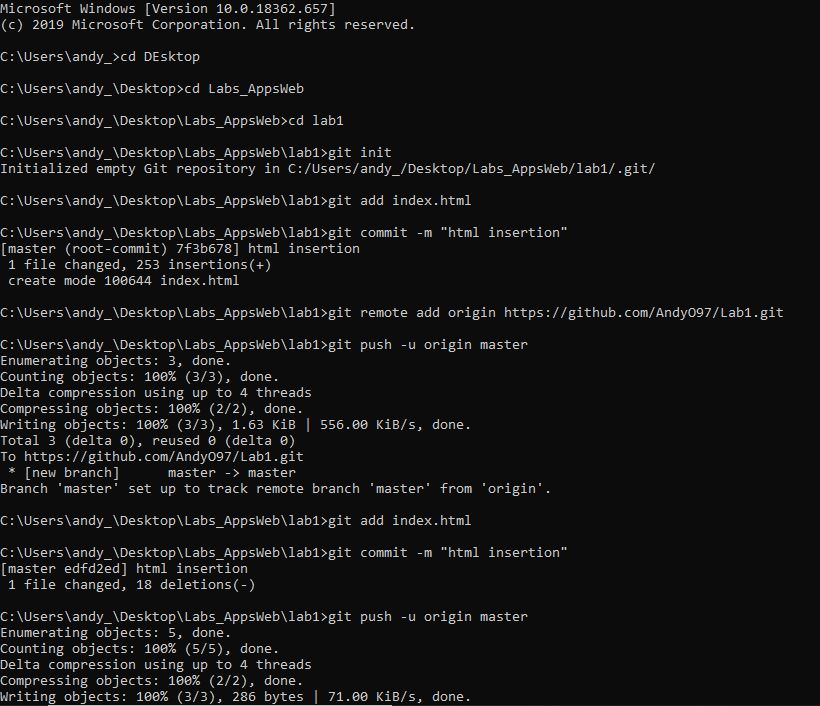 Microsoft Windows [Version 10.0.18362.657]
(c) 2019 Microsoft Corporation. All rights reserved.
C:\Users\andy_>cd DEsktop
C:\Users\andy_\Desktop>cd Labs_AppsWeb
C:\Users\andy_\Desktop\Labs_AppsWeb>cd lab1
C:\Users\andy_\Desktop\Labs_AppsWeb\lab1>git init
Initialized empty Git repository in C:/Users/andy_/Desktop/Labs_AppsWeb/lab1/.git/
C:\Users\andy_\Desktop\Labs_AppsWeb\lab1>git add index.html
C:\Users\andy_\Desktop\Labs_AppsWeb\lab1>git commit -m "html insertion"
[master (root-commit) 7f3b678] html insertion
 1 file changed, 253 insertions(+)
 create mode 100644 index.html
C:\Users\andy_\Desktop\Labs_AppsWeb\lab1>git remote add origin https://github.com/AndyO97/Lab1.git
C:\Users\andy_\Desktop\Labs_AppsWeb\lab1>git push -u origin master
Enumerating objects: 3, done.
Counting objects: 100% (3/3), done.
Delta compression using up to 4 threads
Compressing objects: 100% (2/2), done.
Writing objects: 100% (3/3), 1.63 KiB | 556.00 KiB/s, done.
Total 3 (delta 0), reused 0 (delta 0)
To https://github.com/AndyO97/Lab1.git
 * [new branch]      master -> master
Branch 'master' set up to track remote branch 'master' from 'origin'.
C:\Users\andy_\Desktop\Labs_AppsWeb\lab1>git add index.html
C:\Users\andy_\Desktop\Labs_AppsWeb\lab1>git commit -m "html insertion"
[master edfd2ed] html insertion
 1 file changed, 18 deletions(-)
C:\Users\andy_\Desktop\Labs_AppsWeb\lab1>git push -u origin master
Enumerating objects: 5, done.
Counting objects: 100% (5/5), done.
Delta compression using up to 4 threads
Compressing objects: 100% (2/2), done.
Writing objects: 100% (3/3), 286 bytes | 71.00 KiB/s, done.